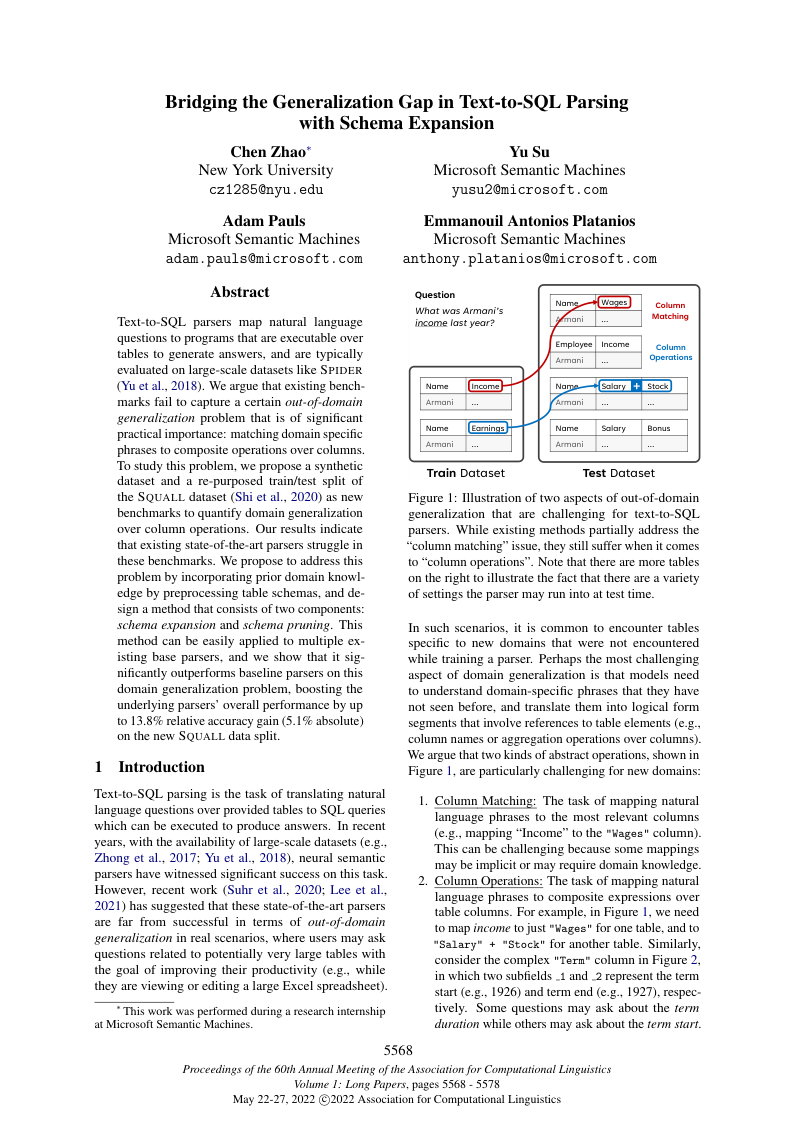 Bridging the Generalization Gap in Text-to-SQL Parsing
with Schema Expansion
Chen Zhao*
New York University
cz1285@nyu.edu
Yu Su
Microsoft Semantic Machines
yusu2@microsoft.com
Adam Pauls
Microsoft Semantic Machines
adam.pauls@microsoft.com
Emmanouil Antonios Platanios
Microsoft Semantic Machines
anthony.platanios@microsoft.com
Abstract
Text-to-SQL parsers map natural language
questions to programs that are executable over
tables to generate answers, and are typically
evaluated on large-scale datasets like SPIDER
(Yu et al., 2018). We argue that existing bench-
marks fail to capture a certain out-of-domain
generalization problem that is of significant
practical importance: matching domain specific
phrases to composite operations over columns.
To study this problem, we propose a synthetic
dataset and a re-purposed train/test split of
the SQUALL dataset (Shi et al., 2020) as new
benchmarks to quantify domain generalization
over column operations. Our results indicate
that existing state-of-the-art parsers struggle in
these benchmarks. We propose to address this
problem by incorporating prior domain knowl-
edge by preprocessing table schemas, and de-
sign a method that consists of two components:
schema expansion and schema pruning. This
method can be easily applied to multiple ex-
isting base parsers, and we show that it sig-
nificantly outperforms baseline parsers on this
domain generalization problem, boosting the
underlying parsers' overall performance by up
to 13.8% relative accuracy gain (5.1% absolute)
on the new SQUALL data split.
1 Introduction
Text-to-SQL parsing is the task of translating natural
language questions over provided tables to SQL queries
which can be executed to produce answers. In recent
years, with the availability of large-scale datasets (e.g.,
Zhong et al., 2017; Yu et al., 2018), neural semantic
parsers have witnessed significant success on this task.
However, recent work (Suhr et al., 2020; Lee et al.,
2021) has suggested that these state-of-the-art parsers
are far from successful in terms of out-of-domain
generalization in real scenarios, where users may ask
questions related to potentially very large tables with
the goal of improving their productivity (e.g., while
they are viewing or editing a large Excel spreadsheet).
* This work was performed during a research internship
at Microsoft Semantic Machines.
Question
What was Armani's
income last year?
Name Income
Armani ...
Name Earnings
Armani ...
Train Dataset
Name Wages
Armani ...
Column
Matching
Employee Income
Armani ...
Column
Operations
Name Salary + Stock
Armani ...
Name Salary Bonus
Armani ...
Test Dataset
Figure 1: Illustration of two aspects of out-of-domain
generalization that are challenging for text-to-SQL
parsers. While existing methods partially address the
"column matching" issue, they still suffer when it comes
to "column operations". Note that there are more tables
on the right to illustrate the fact that there are a variety
of settings the parser may run into at test time.
In such scenarios, it is common to encounter tables
specific to new domains that were not encountered
while training a parser. Perhaps the most challenging
aspect of domain generalization is that models need
to understand domain-specific phrases that they have
not seen before, and translate them into logical form
segments that involve references to table elements (e.g.,
column names or aggregation operations over columns).
We argue that two kinds of abstract operations, shown in
Figure 1, are particularly challenging for new domains:
1. Column Matching: The task of mapping natural
language phrases to the most relevant columns
(e.g., mapping "Income" to the "Wages" column).
This can be challenging because some mappings
may be implicit or may require domain knowledge.
2. Column Operations: The task of mapping natural
language phrases to composite expressions over
table columns. For example, in Figure 1, we need
to map income to just "Wages" for one table, and to
"Salary" + "Stock" for another table. Similarly,
consider the complex "Term" column in Figure 2,
in which two subfields _1 and _2 represent the term
start (e.g., 1926) and term end (e.g., 1927), respec-
tively. Some questions may ask about the term
duration while others may ask about the term start.
5568
Proceedings of the 60th Annual Meeting of the Association for Computational Linguistics
Volume 1: Long Papers, pages 5568 - 5578
May 22-27, 2022 ©2022 Association for Computational Linguistics